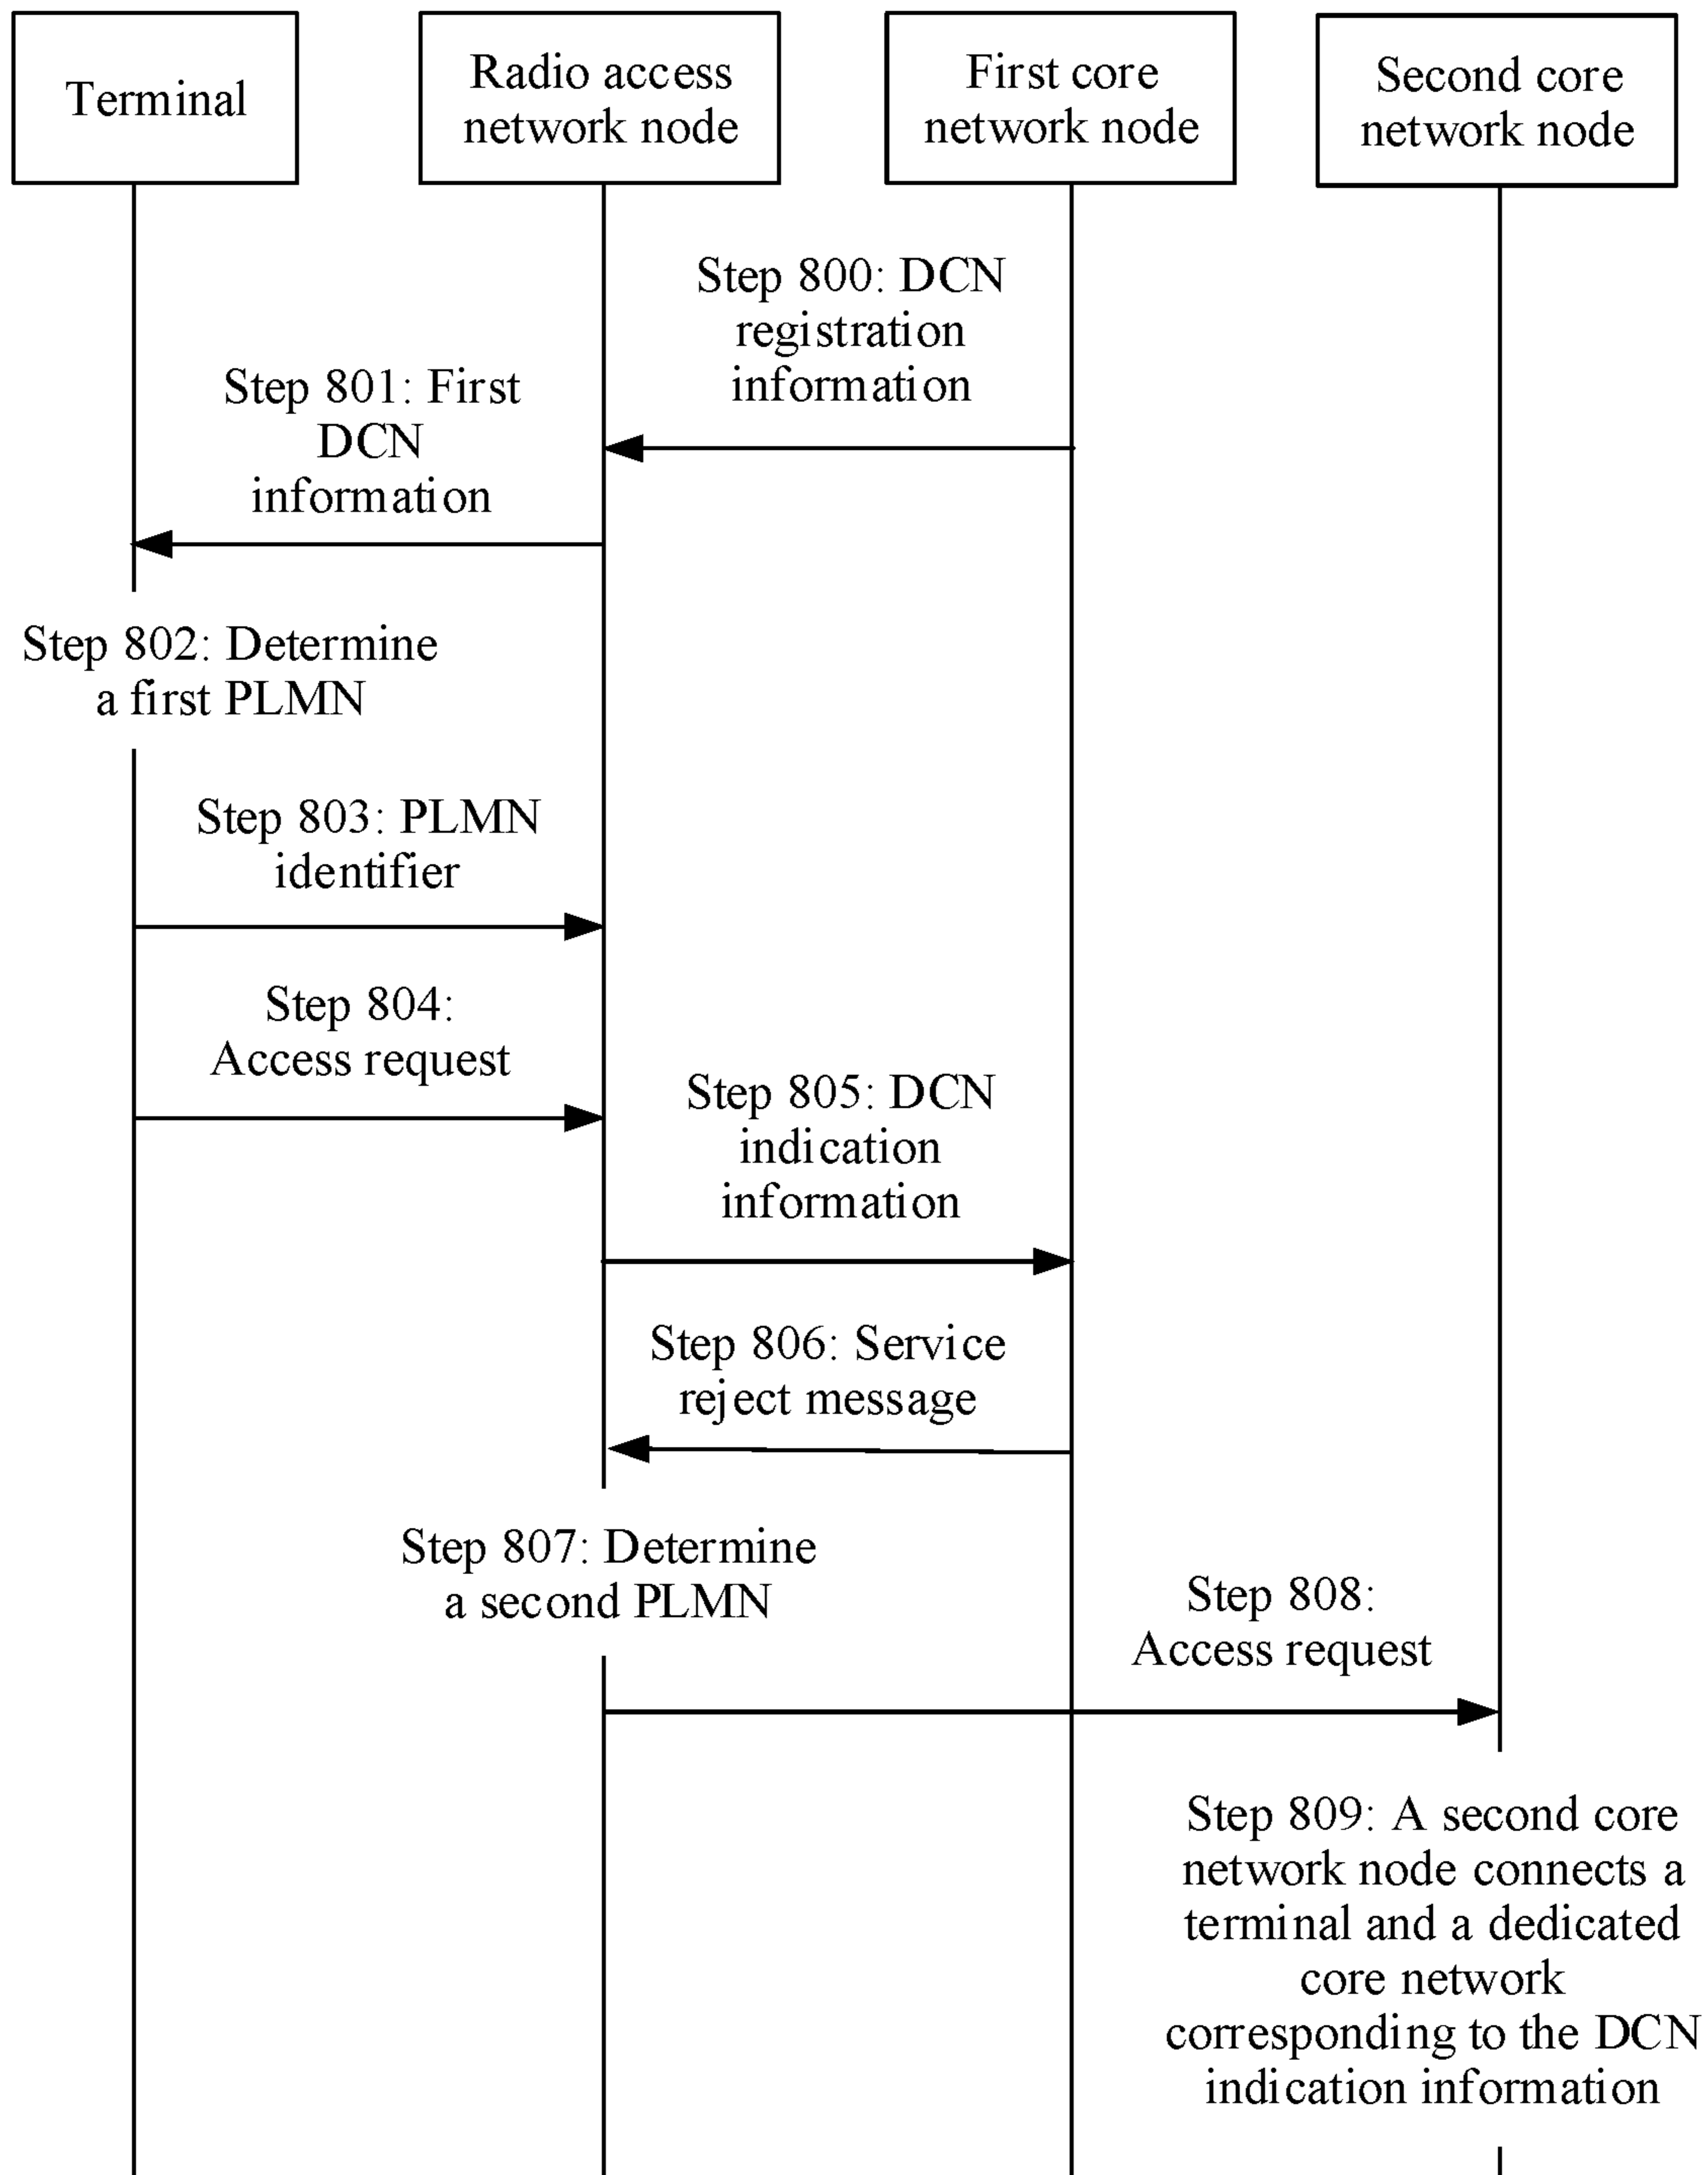 Terminal
Radio access
network node
First core
network node
Second core
network node
Step 800: DCN
registration
information
Step 801: First
DCN
information
Step 802: Determine
a first PLMN
Step 803: PLMN
identifier
Step 804:
Access request
Step 805: DCN
indication
information
Step 806: Service
reject message
Step 807: Determine
a second PLMN
Step 808:
Access request
Step 809: A second core
network node connects a
terminal and a dedicated
core network
corresponding to the DCN
indication information